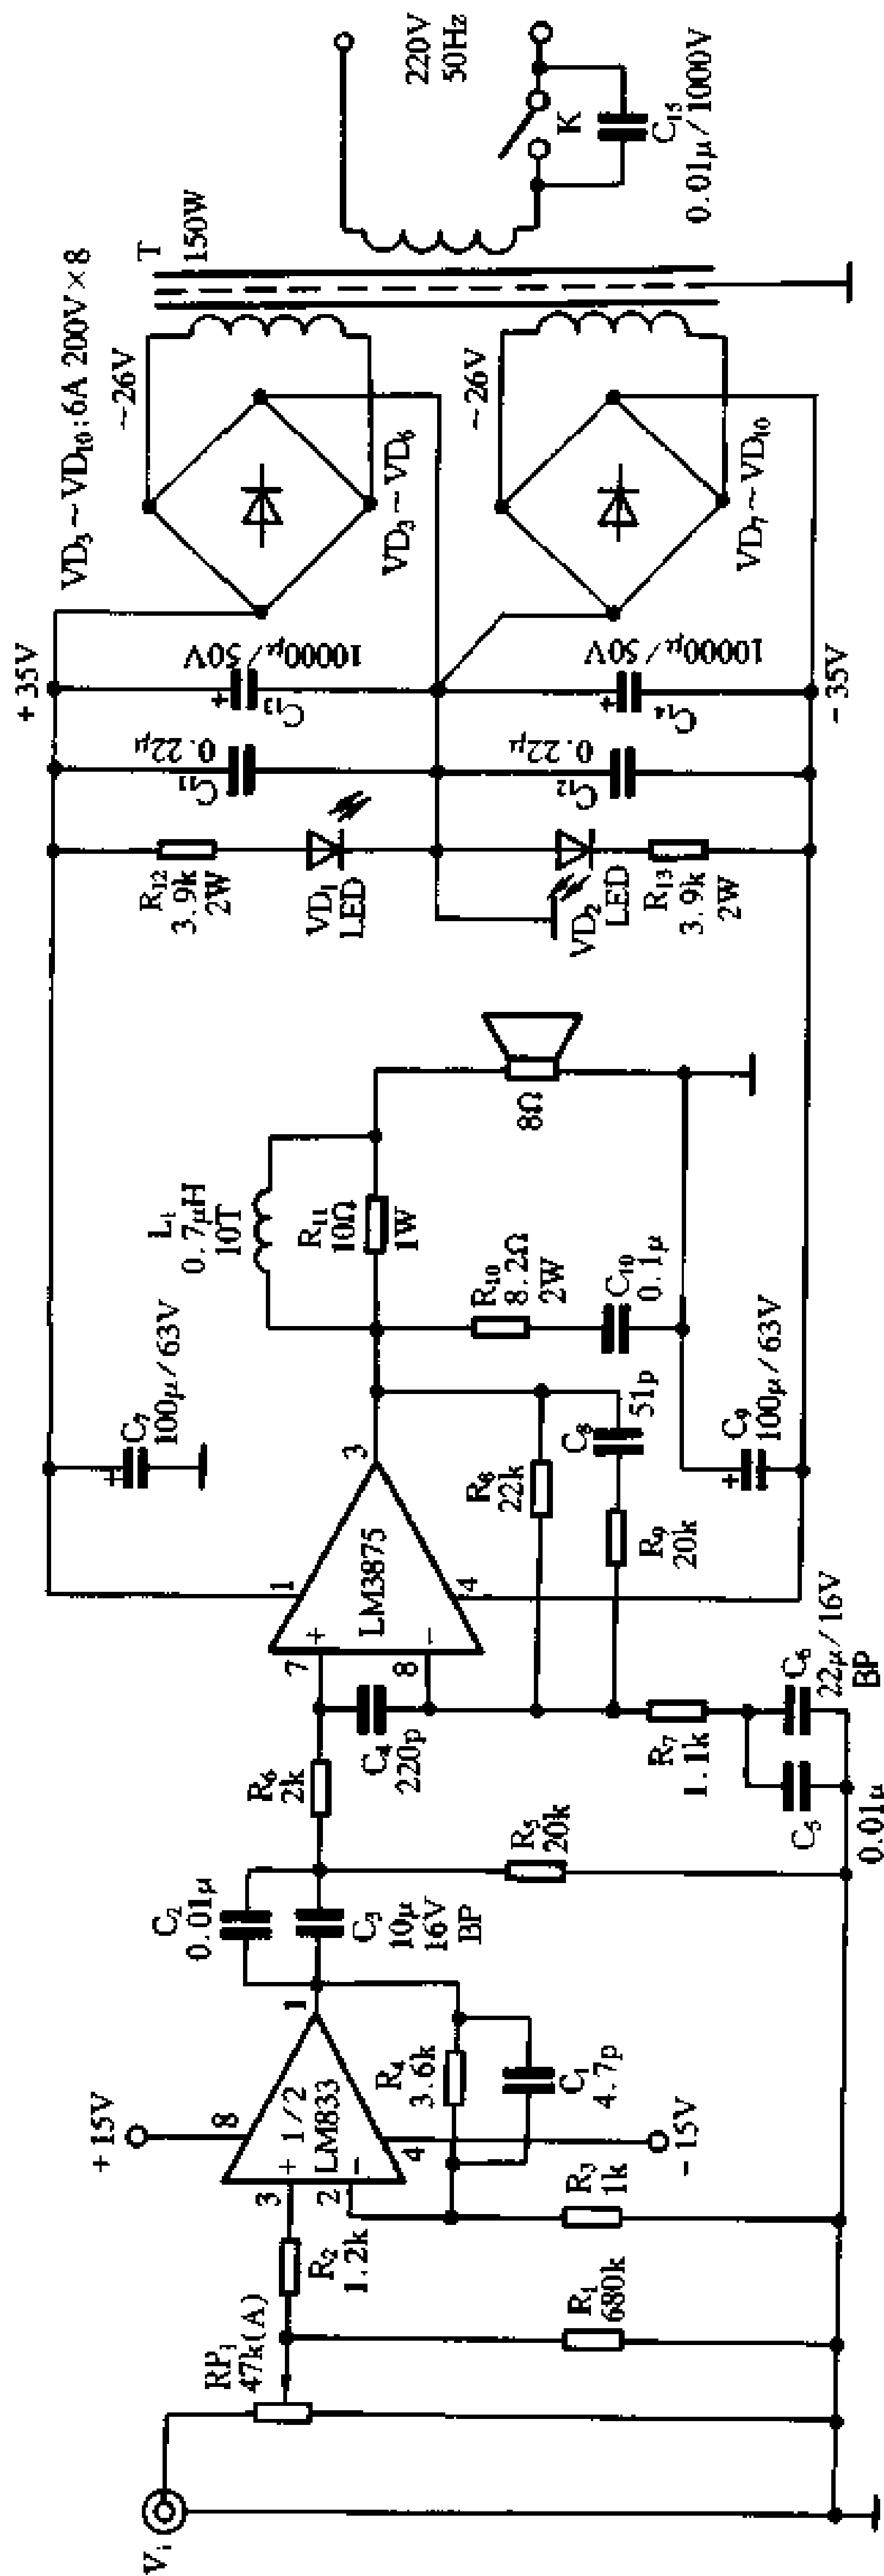 V_i
RP₁
47k(A)
R₁
680k
R₂
1.2k
3
2
+
−
1/2
LM833
8
+15V
4
−15V
1
R₃
1k
R₄
3.6k
C₁
4.7p
C₂
0.01μ
C₃
10μ
16V
BP
R₅
20k
R₆
2k
C₄
220p
7
8
+
−
LM3875
1
4
3
R₇
1.1k
C₅
0.01μ
C₆
22μ/16V
BP
R₈
22k
R₉
20k
C₈
51p
+
C₇
100μ/63V
+
C₉
100μ/63V
L₁
0.7μH
10T
R₁₁
10Ω
1W
R₁₀
8.2Ω
2W
C₁₀
0.1μ
8Ω
R₁₂
3.9k
2W
VD₁
LED
VD₂
LED
R₁₃
3.9k
2W
C₁₁
0.22μ
C₁₂
0.22μ
+
C₁₃
10000μ/50V
+
C₁₄
10000μ/50V
+35V
−35V
VD₃~VD₁₀:6A 200V×8
~26V
VD₃~VD₆
~26V
VD₇~VD₁₀
T
150W
220V
50Hz
K
C₁₅
0.01μ/1000V